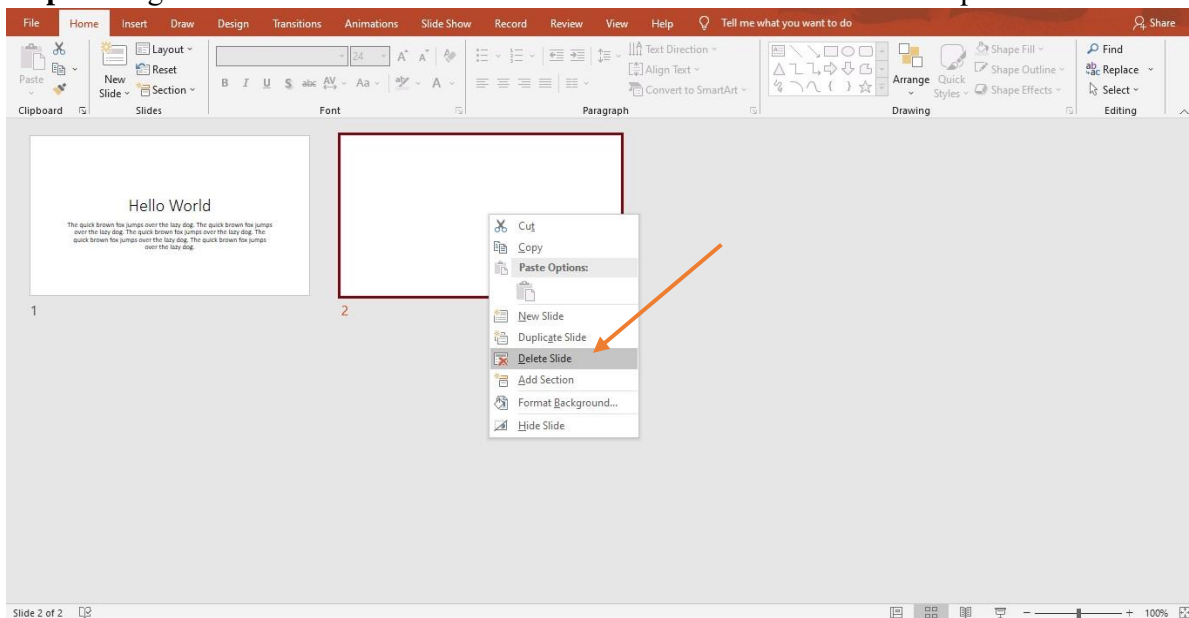 File Home Insert Draw Design Transitions Animations Slide Show Record Review View Help Tell me what you want to do Share
Paste
New Slide
Layout
Reset
Section
24 A A
B I U S abc AV Aa A
Text Direction
Align Text
Convert to SmartArt
Arrange
Quick Styles
Shape Fill
Shape Outline
Shape Effects
Find
Replace
Select
Clipboard Slides Font Paragraph Drawing Editing
Hello World
The quick brown fox jumps over the lazy dog. The quick brown fox jumps
over the lazy dog. The quick brown fox jumps over the lazy dog. The
quick brown fox jumps over the lazy dog. The quick brown fox jumps
over the lazy dog.
1
2
Cut
Copy
Paste Options:
New Slide
Duplicate Slide
Delete Slide
Add Section
Format Background...
Hide Slide
Slide 2 of 2 100%